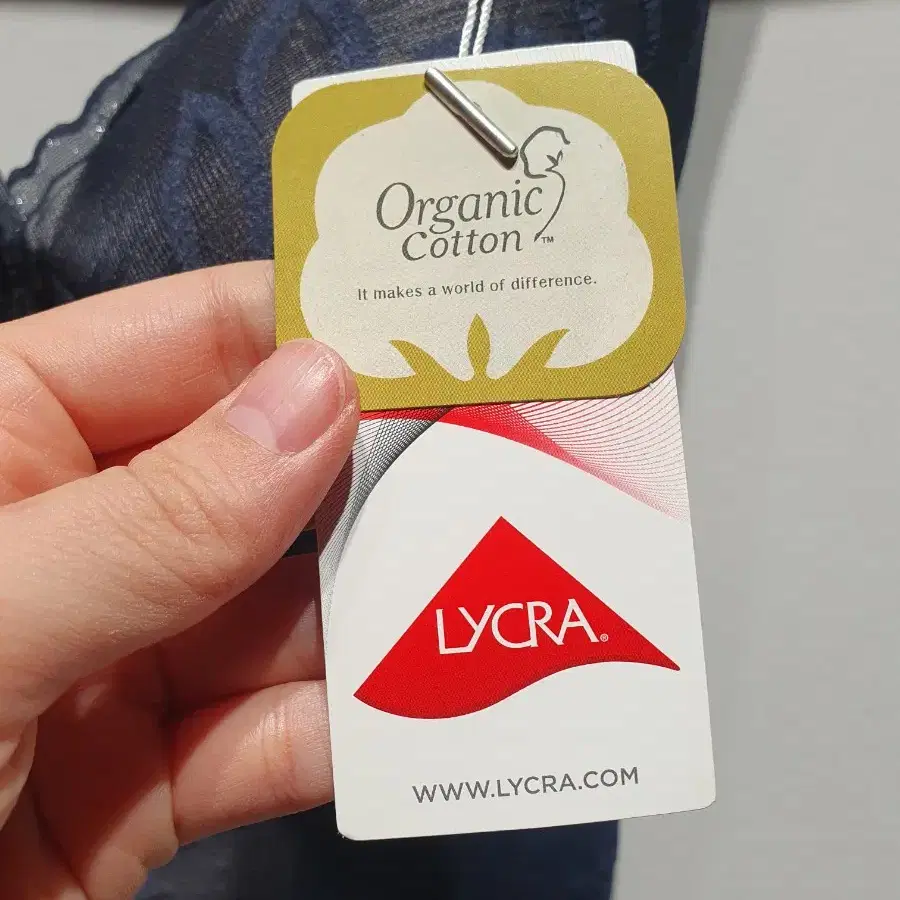 Organic
cotton™
It makes a world of difference.
LYCRA®
WWW.LYCRA.COM